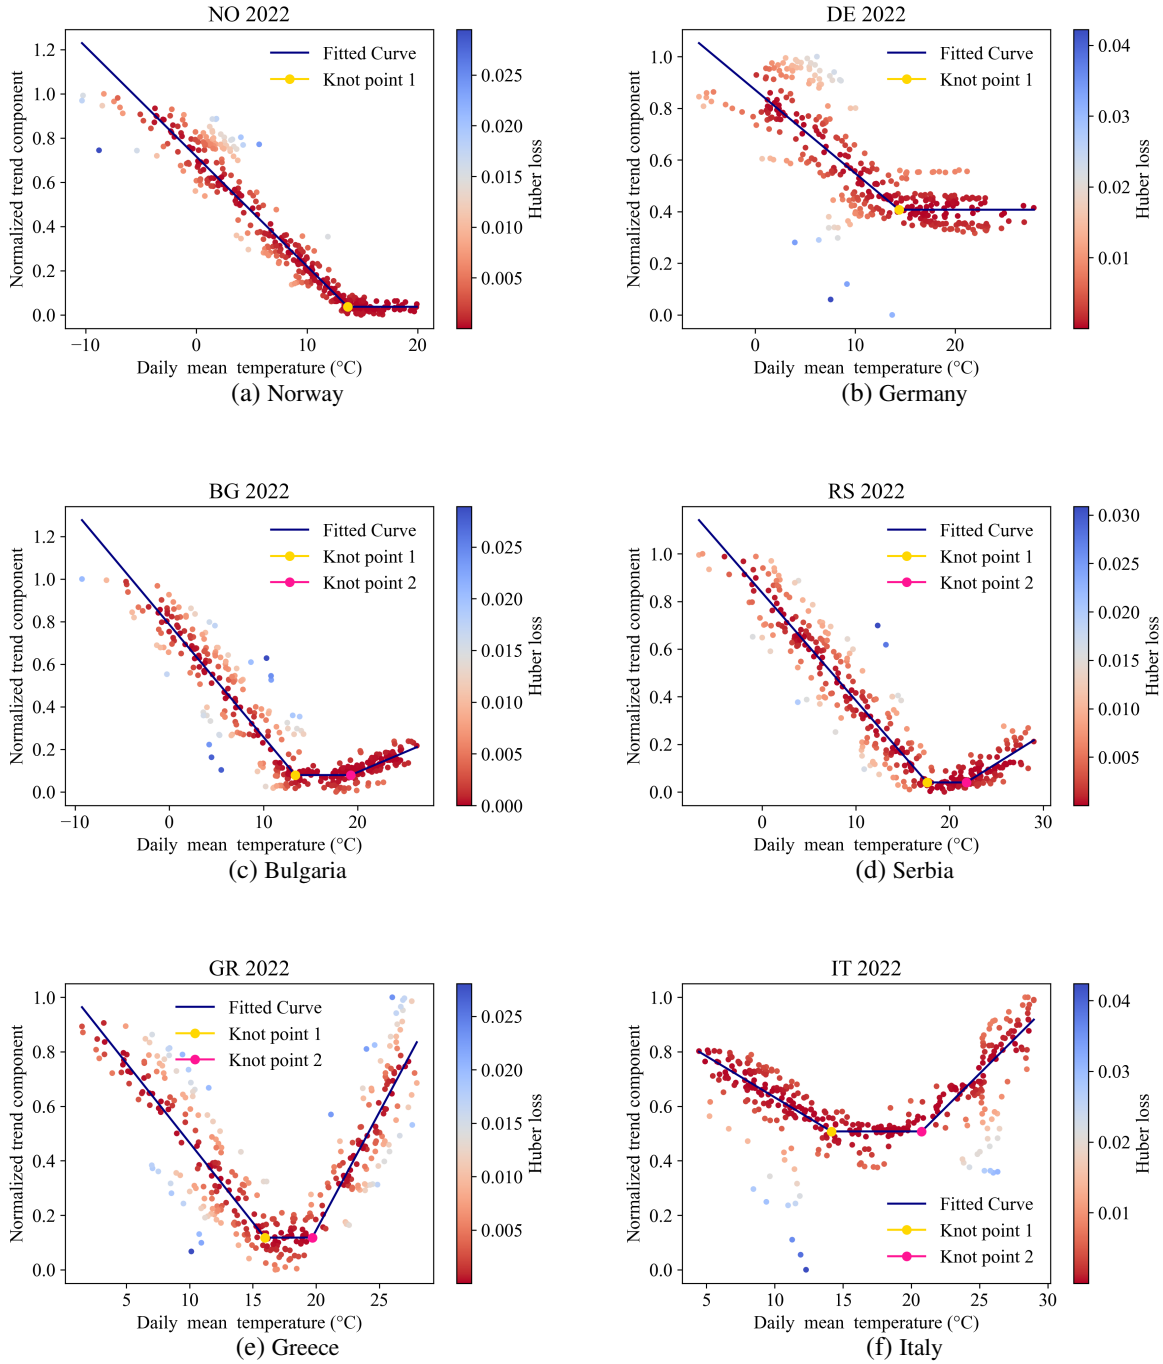 NO 2022
Normalized trend component
1.2
1.0
0.8
0.6
0.4
0.2
0.0
Fitted Curve
Knot point 1
−10 0 10 20
Daily mean temperature (°C)
0.025
0.020
0.015
0.010
0.005
Huber loss
(a) Norway
DE 2022
Normalized trend component
1.0
0.8
0.6
0.4
0.2
0.0
Fitted Curve
Knot point 1
0 10 20
Daily mean temperature (°C)
0.04
0.03
0.02
0.01
Huber loss
(b) Germany
BG 2022
Normalized trend component
1.2
1.0
0.8
0.6
0.4
0.2
0.0
Fitted Curve
Knot point 1
Knot point 2
−10 0 10 20
Daily mean temperature (°C)
0.025
0.020
0.015
0.010
0.005
0.000
Huber loss
(c) Bulgaria
RS 2022
Normalized trend component
1.0
0.8
0.6
0.4
0.2
0.0
Fitted Curve
Knot point 1
Knot point 2
0 10 20 30
Daily mean temperature (°C)
0.030
0.025
0.020
0.015
0.010
0.005
Huber loss
(d) Serbia
GR 2022
Normalized trend component
1.0
0.8
0.6
0.4
0.2
0.0
Fitted Curve
Knot point 1
Knot point 2
5 10 15 20 25
Daily mean temperature (°C)
0.025
0.020
0.015
0.010
0.005
Huber loss
(e) Greece
IT 2022
Normalized trend component
1.0
0.8
0.6
0.4
0.2
0.0
Fitted Curve
Knot point 1
Knot point 2
5 10 15 20 25 30
Daily mean temperature (°C)
0.04
0.03
0.02
0.01
Huber loss
(f) Italy